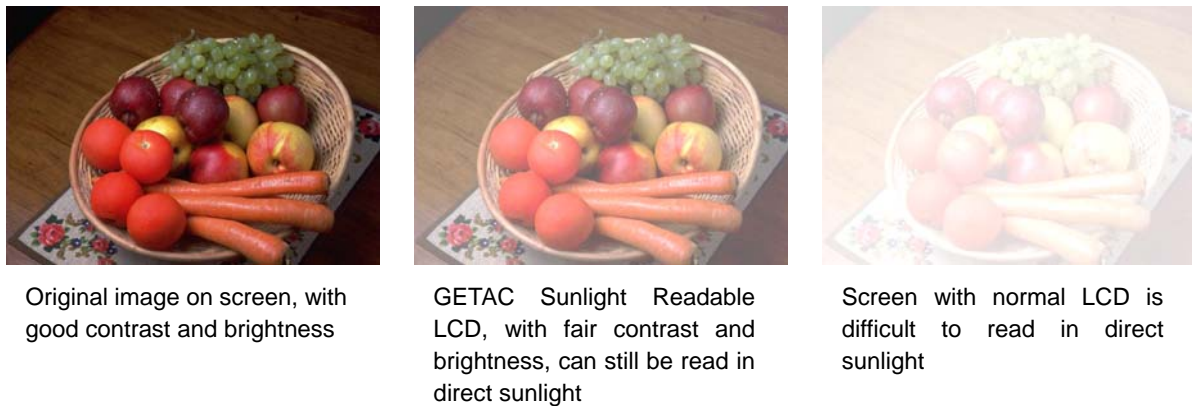 Original image on screen, with
good contrast and brightness
GETAC Sunlight Readable
LCD, with fair contrast and
brightness, can still be read in
direct sunlight
Screen with normal LCD is
difficult to read in direct
sunlight